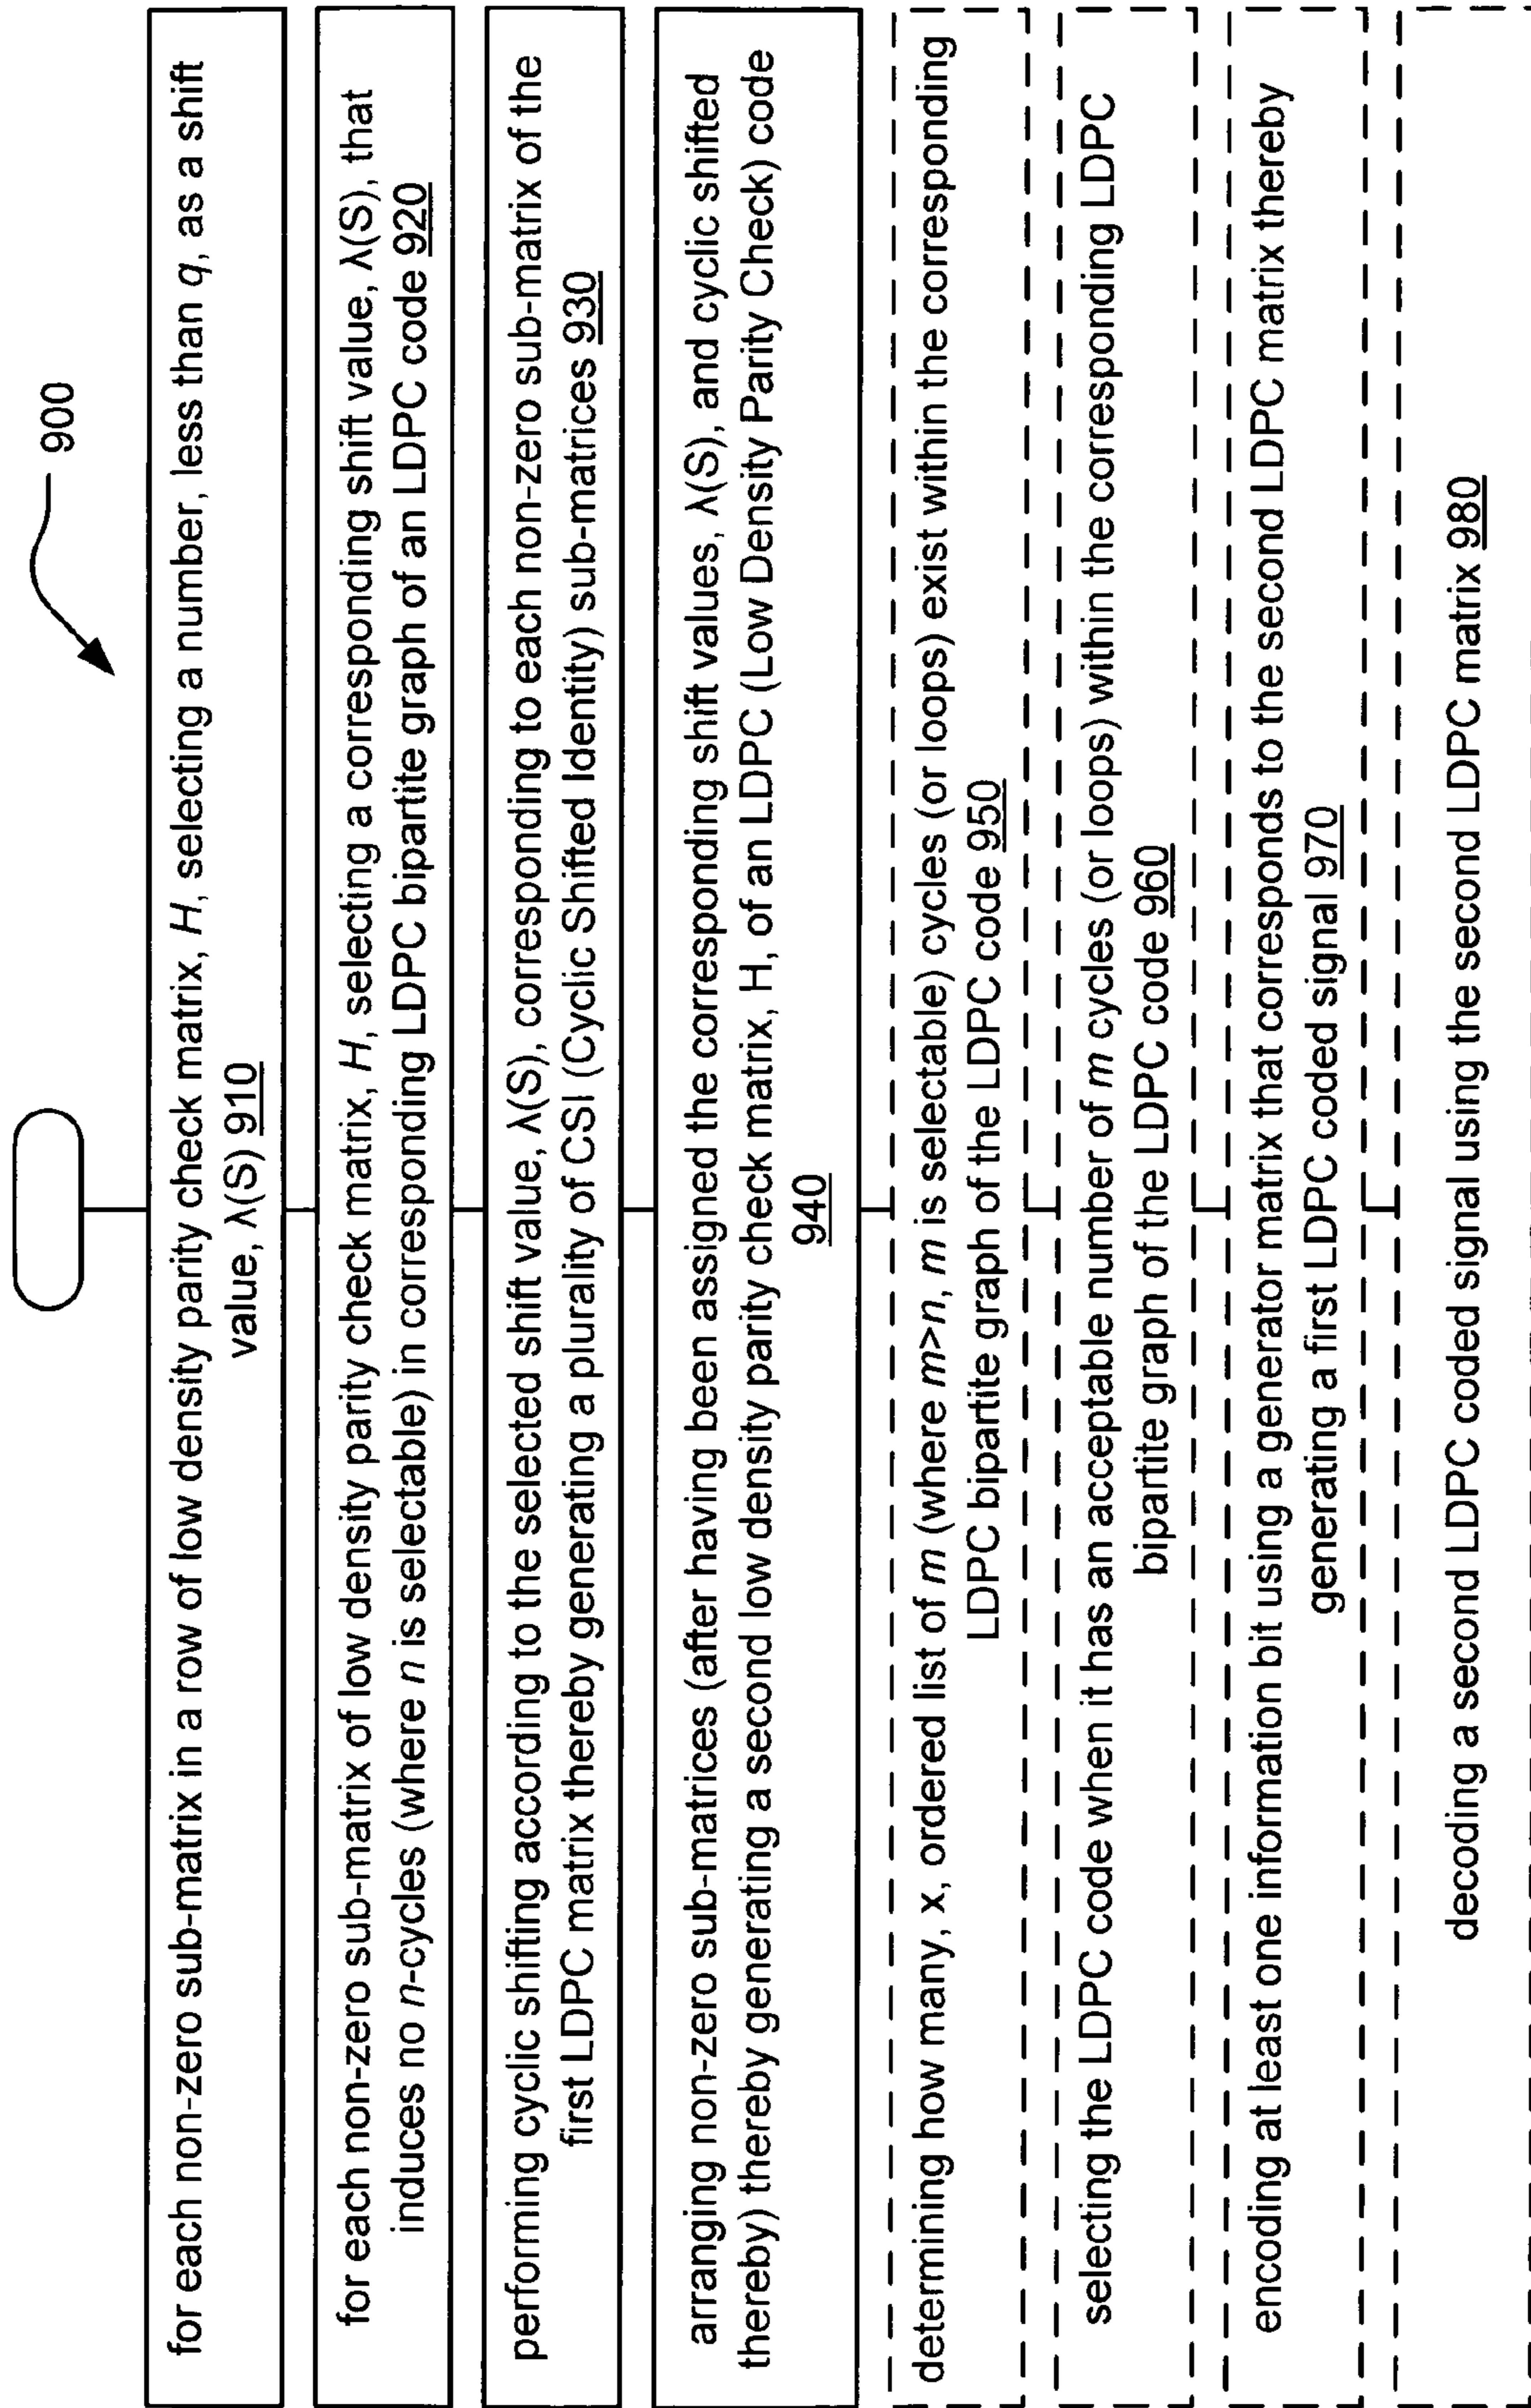 900
for each non-zero sub-matrix in a row of low density parity check matrix, H, selecting a number, less than q, as a shift
value, λ(S) 910
for each non-zero sub-matrix of low density parity check matrix, H, selecting a corresponding shift value, λ(S), that
induces no n-cycles (where n is selectable) in corresponding LDPC bipartite graph of an LDPC code 920
performing cyclic shifting according to the selected shift value, λ(S), corresponding to each non-zero sub-matrix of the
first LDPC matrix thereby generating a plurality of CSI (Cyclic Shifted Identity) sub-matrices 930
arranging non-zero sub-matrices (after having been assigned the corresponding shift values, λ(S), and cyclic shifted
thereby) thereby generating a second low density parity check matrix, H, of an LDPC (Low Density Parity Check) code
940
determining how many, x, ordered list of m (where m>n, m is selectable) cycles (or loops) exist within the corresponding
LDPC bipartite graph of the LDPC code 950
selecting the LDPC code when it has an acceptable number of m cycles (or loops) within the corresponding LDPC
bipartite graph of the LDPC code 960
encoding at least one information bit using a generator matrix that corresponds to the second LDPC matrix thereby
generating a first LDPC coded signal 970
decoding a second LDPC coded signal using the second LDPC matrix 980